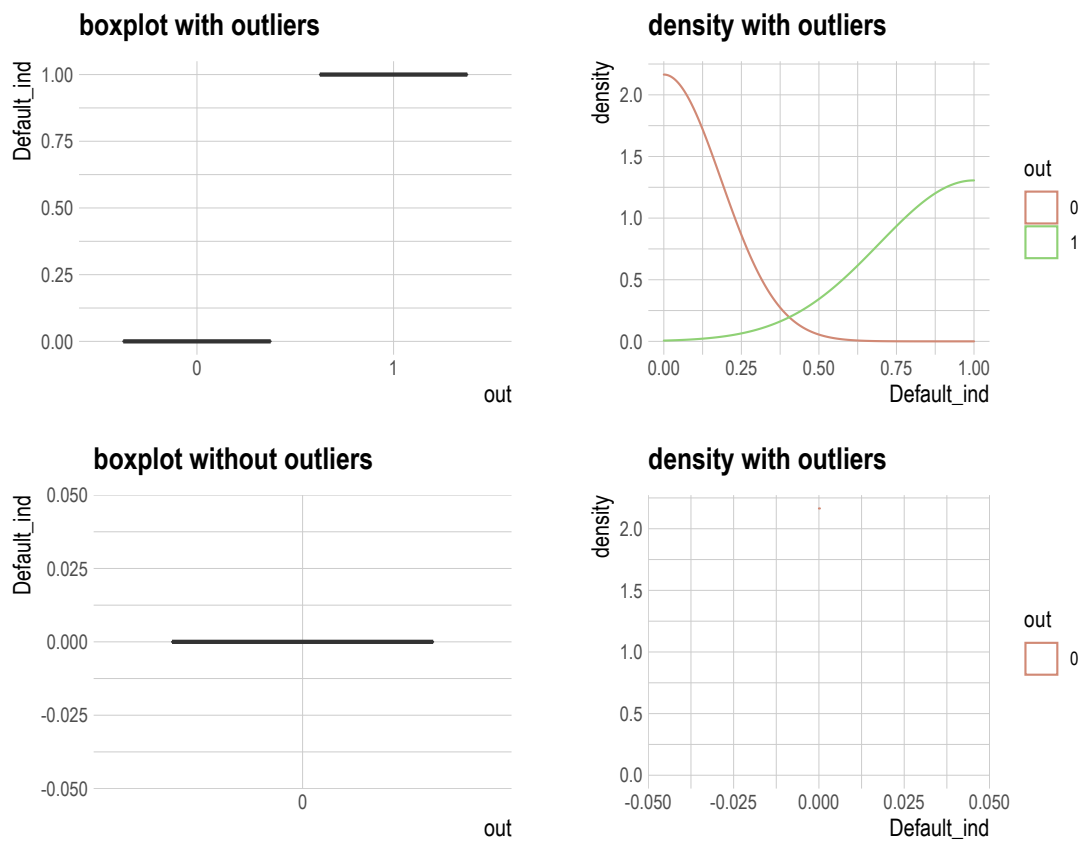 boxplot with outliers
Default_ind
1.00
0.75
0.50
0.25
0.00
0 1
out
density with outliers
density
2.0
1.5
1.0
0.5
0.0
0.00 0.25 0.50 0.75 1.00
Default_ind
out
0
1
boxplot without outliers
Default_ind
0.050
0.025
0.000
-0.025
-0.050
0
out
density with outliers
density
2.0
1.5
1.0
0.5
0.0
-0.050 -0.025 0.000 0.025 0.050
Default_ind
out
0